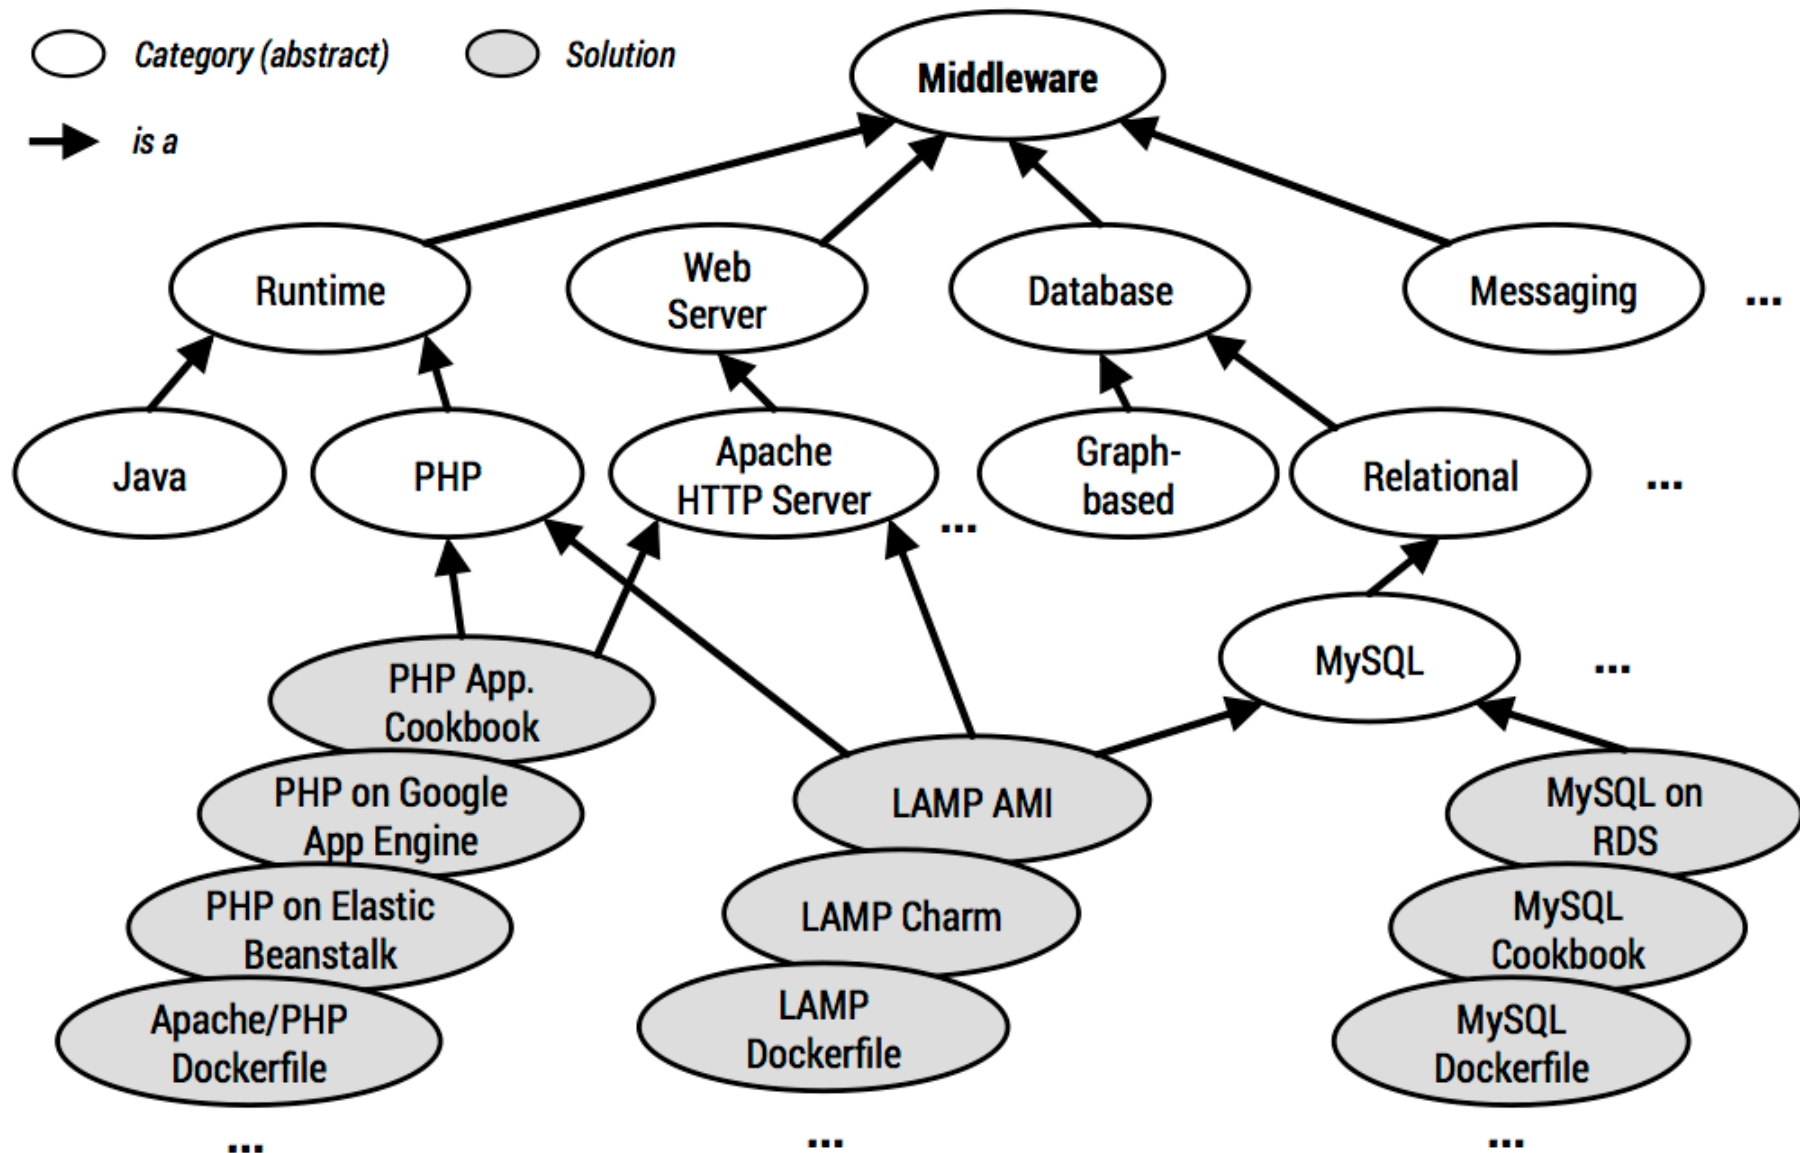 Category (abstract)
Solution
is a
Middleware
Runtime
Web
Server
Database
Messaging
...
Java
PHP
Apache
HTTP Server
...
Graph-
based
Relational
...
MySQL
...
PHP App.
Cookbook
PHP on Google
App Engine
PHP on Elastic
Beanstalk
Apache/PHP
Dockerfile
...
LAMP AMI
LAMP Charm
LAMP
Dockerfile
...
MySQL on
RDS
MySQL
Cookbook
MySQL
Dockerfile
...